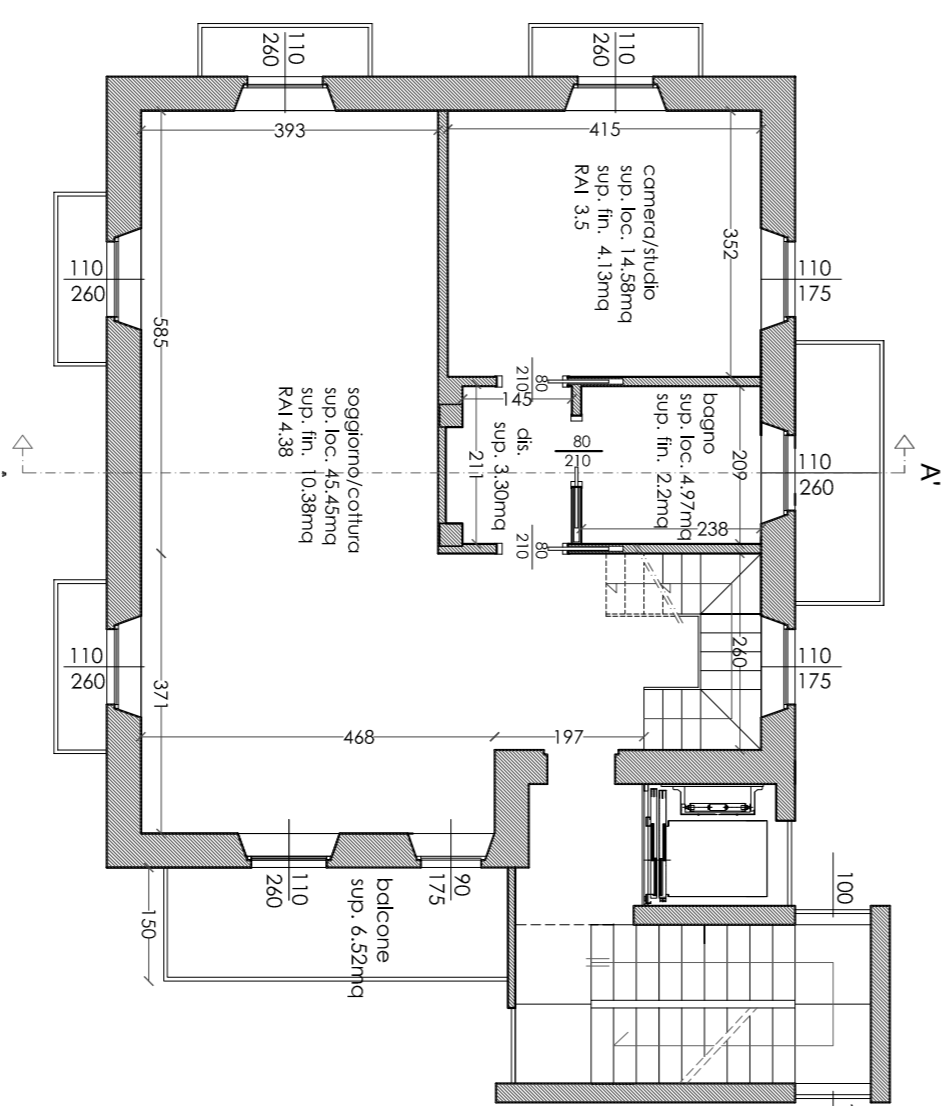 110
260
110
260
393
415
camera/studio
sup. loc. 14.58mq
sup. fin. 4.13mq
RAI 3.5
352
110
260
110
175
585
80
210
145
soggiorno/cottura
sup. loc. 45.45mq
sup. fin. 10.38mq
RAI 4.38
dis.
sup. 3.30mq
211
80
210
bagno
sup. loc. 4.97mq
sup. fin. 2.2mq
209
238
110
260
A'
80
210
110
260
371
260
110
175
468
197
110
260
90
175
balcone
sup. 6.52mq
150
100